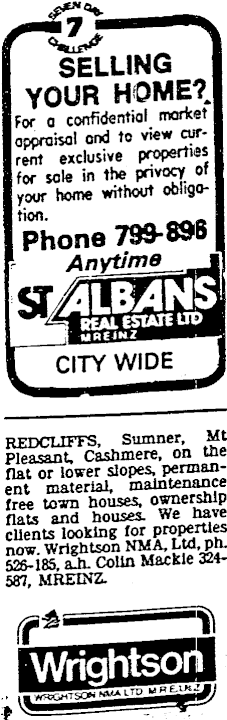 SEVEN DAY
7
CHALLENGE
SELLING
YOUR HOME?
For a confidential market
appraisal and to view cur-
rent exclusive properties
for sale in the privacy of
your home without obliga-
tion.
Phone 799-896
Anytime
ST ALBANS
REAL ESTATE LTD
MREINZ
CITY WIDE
REDCLIFFS, Sumner, Mt
Pleasant, Cashmere, on the
flat or lower slopes, perman-
ent material, maintenance
free town houses, ownership
flats and houses. We have
clients looking for properties
now. Wrightson NMA, Ltd, ph.
526-185, a.h. Colin Mackie 324-
587, MREINZ.
Wrightson
WRIGHTSON NMA LTD M.R.E.I.N.Z